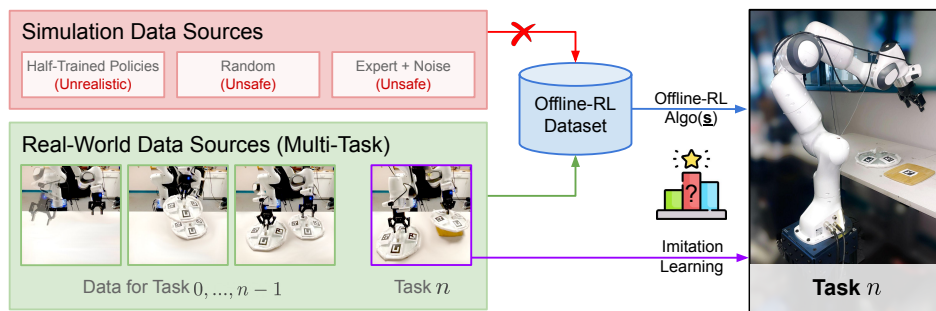 Simulation Data Sources
Half-Trained Policies
(Unrealistic)
Random
(Unsafe)
Expert + Noise
(Unsafe)
Real-World Data Sources (Multi-Task)
Data for Task 0, ..., n − 1
Task n
Offline-RL
Dataset
Offline-RL
Algo(s)
?
Imitation
Learning
Task n